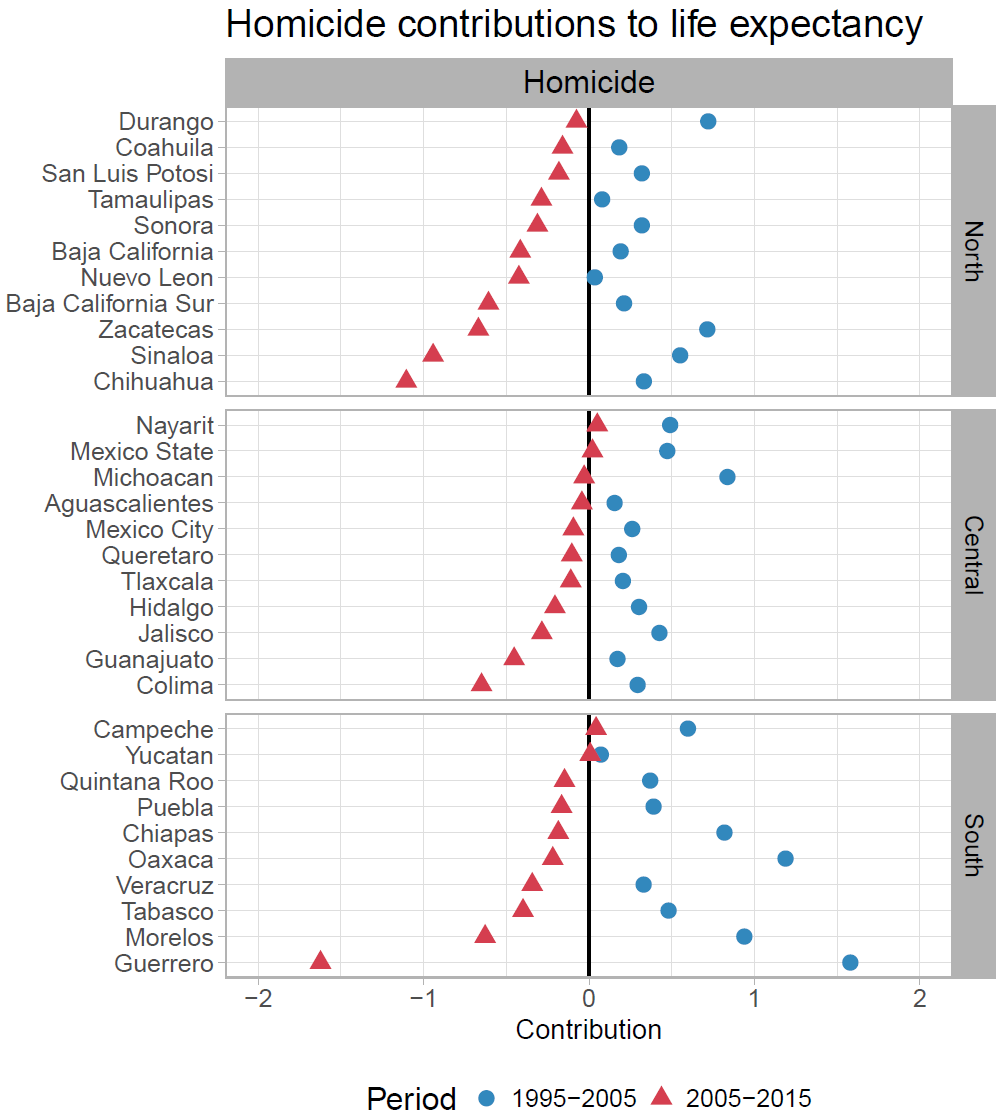 Homicide contributions to life expectancy
Homicide
Durango
Coahuila
San Luis Potosi
Tamaulipas
Sonora
Baja California
Nuevo Leon
Baja California Sur
Zacatecas
Sinaloa
Chihuahua
North
Nayarit
Mexico State
Michoacan
Aguascalientes
Mexico City
Queretaro
Tlaxcala
Hidalgo
Jalisco
Guanajuato
Colima
Central
Campeche
Yucatan
Quintana Roo
Puebla
Chiapas
Oaxaca
Veracruz
Tabasco
Morelos
Guerrero
South
−2 −1 0 1 2
Contribution
Period 1995−2005 2005−2015